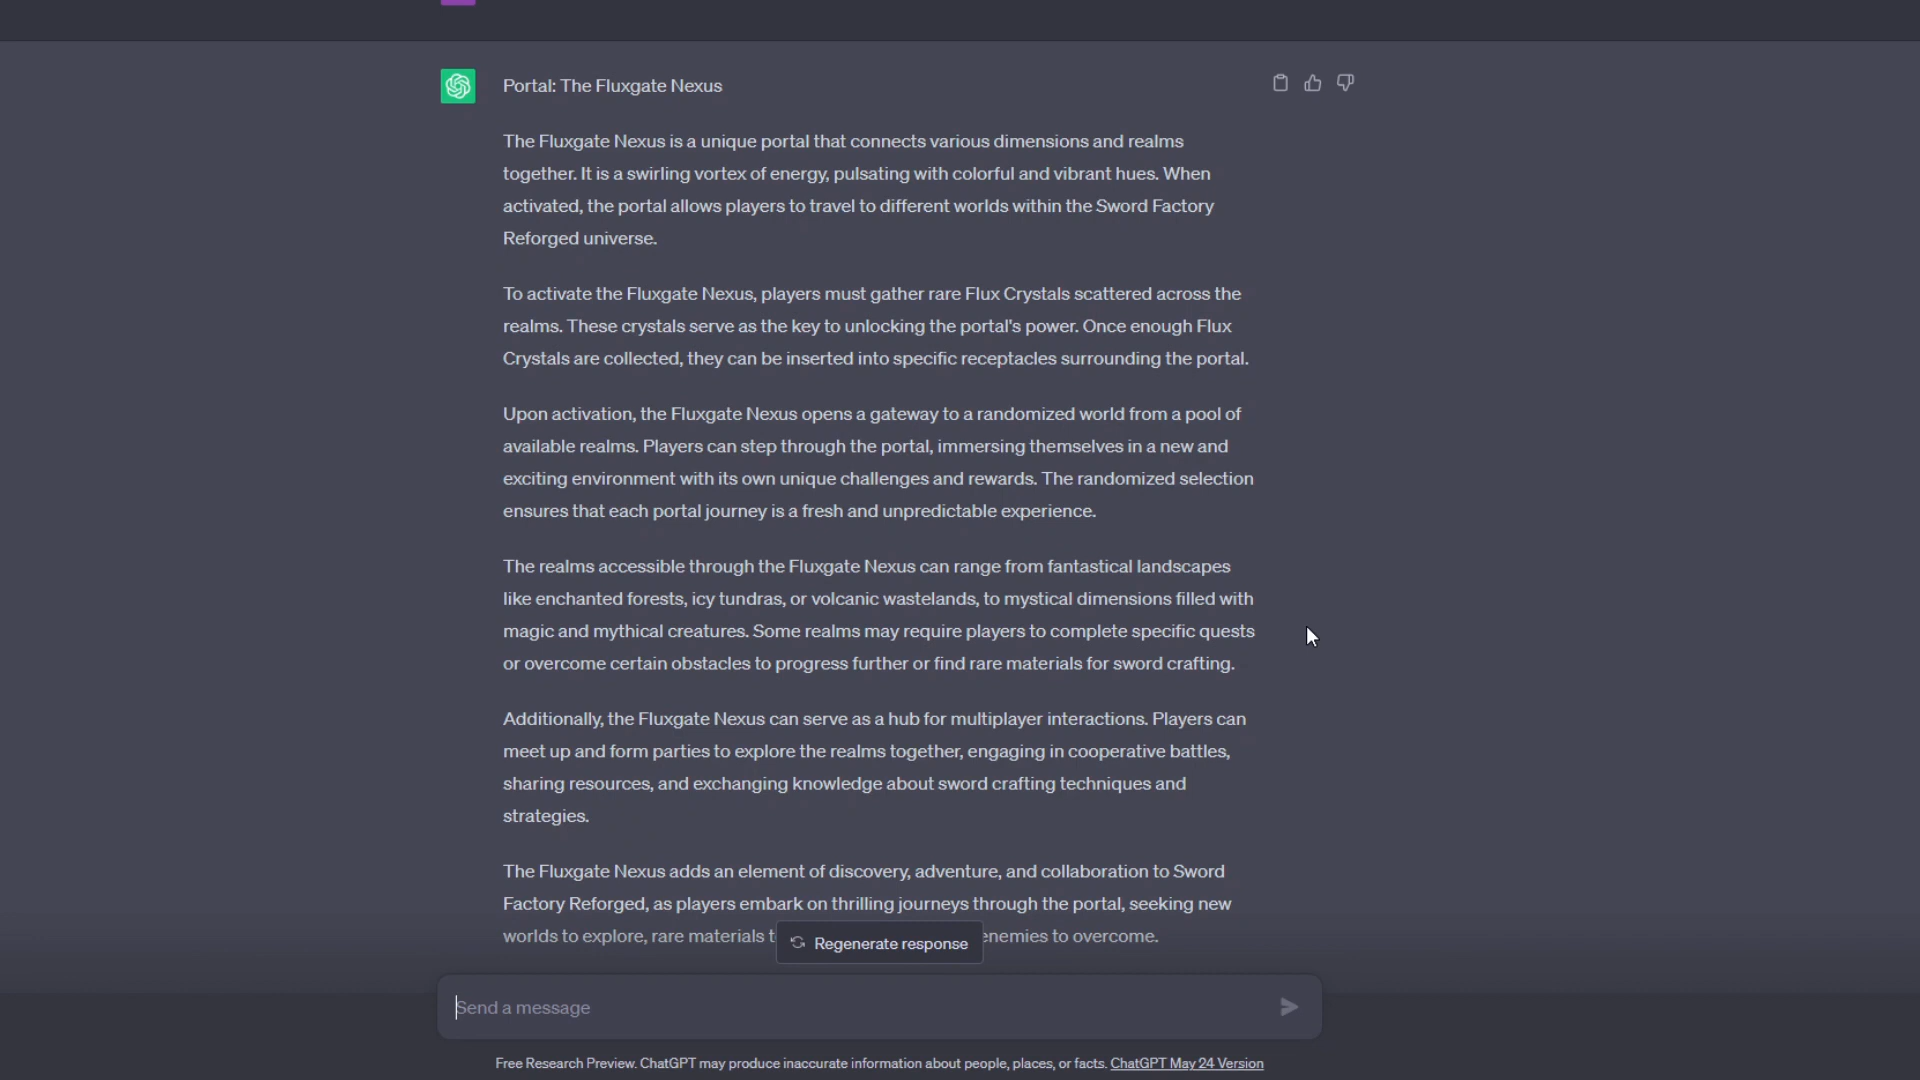 Portal: The Fluxgate Nexus
The Fluxgate Nexus is a unique portal that connects various dimensions and realms
together. It is a swirling vortex of energy, pulsating with colorful and vibrant hues. When
activated, the portal allows players to travel to different worlds within the Sword Factory
Reforged universe.
To activate the Fluxgate Nexus, players must gather rare Flux Crystals scattered across the
realms. These crystals serve as the key to unlocking the portal's power. Once enough Flux
Crystals are collected, they can be inserted into specific receptacles surrounding the portal.
Upon activation, the Fluxgate Nexus opens a gateway to a randomized world from a pool of
available realms. Players can step through the portal, immersing themselves in a new and
exciting environment with its own unique challenges and rewards. The randomized selection
ensures that each portal journey is a fresh and unpredictable experience.
The realms accessible through the Fluxgate Nexus can range from fantastical landscapes
like enchanted forests, icy tundras, or volcanic wastelands, to mystical dimensions filled with
magic and mythical creatures. Some realms may require players to complete specific quests
or overcome certain obstacles to progress further or find rare materials for sword crafting.
Additionally, the Fluxgate Nexus can serve as a hub for multiplayer interactions. Players can
meet up and form parties to explore the realms together, engaging in cooperative battles,
sharing resources, and exchanging knowledge about sword crafting techniques and
strategies.
The Fluxgate Nexus adds an element of discovery, adventure, and collaboration to Sword
Factory Reforged, as players embark on thrilling journeys through the portal, seeking new
worlds to explore, rare materials enemies to overcome.
Regenerate response
Send a message
Free Research Preview. ChatGPT may produce inaccurate information about people, places, or facts. ChatGPT May 24 Version